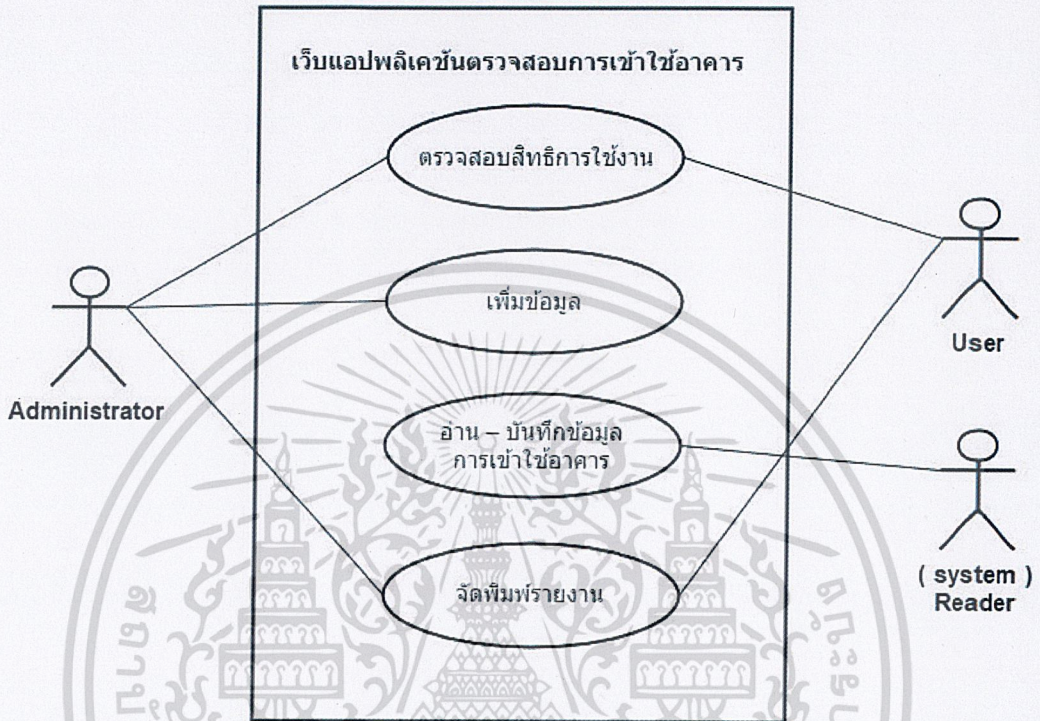 เว็บแอปพลิเคชันตรวจสอบการเข้าใช้อาคาร
ตรวจสอบสิทธิการใช้งาน
เพิ่มข้อมูล
อ่าน – บันทึกข้อมูล
การเข้าใช้อาคาร
จัดพิมพ์รายงาน
Administrator
User
( system )
Reader